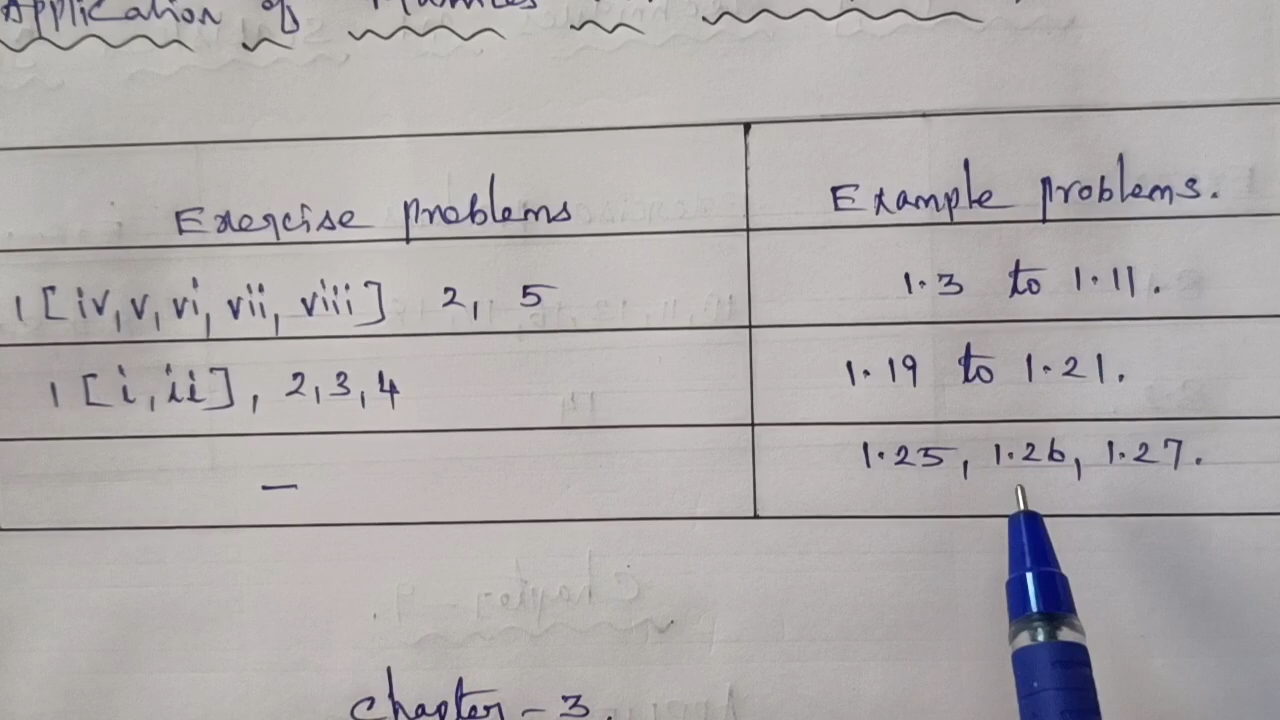 Application of Matrices
Exercise problems Example problems.
1 [iv, v, vi, vii, viii] 2, 5 1.3 to 1.11.
1 [i, ii], 2, 3, 4 1.19 to 1.21.
— 1.25, 1.26, 1.27.
chapter - 3.